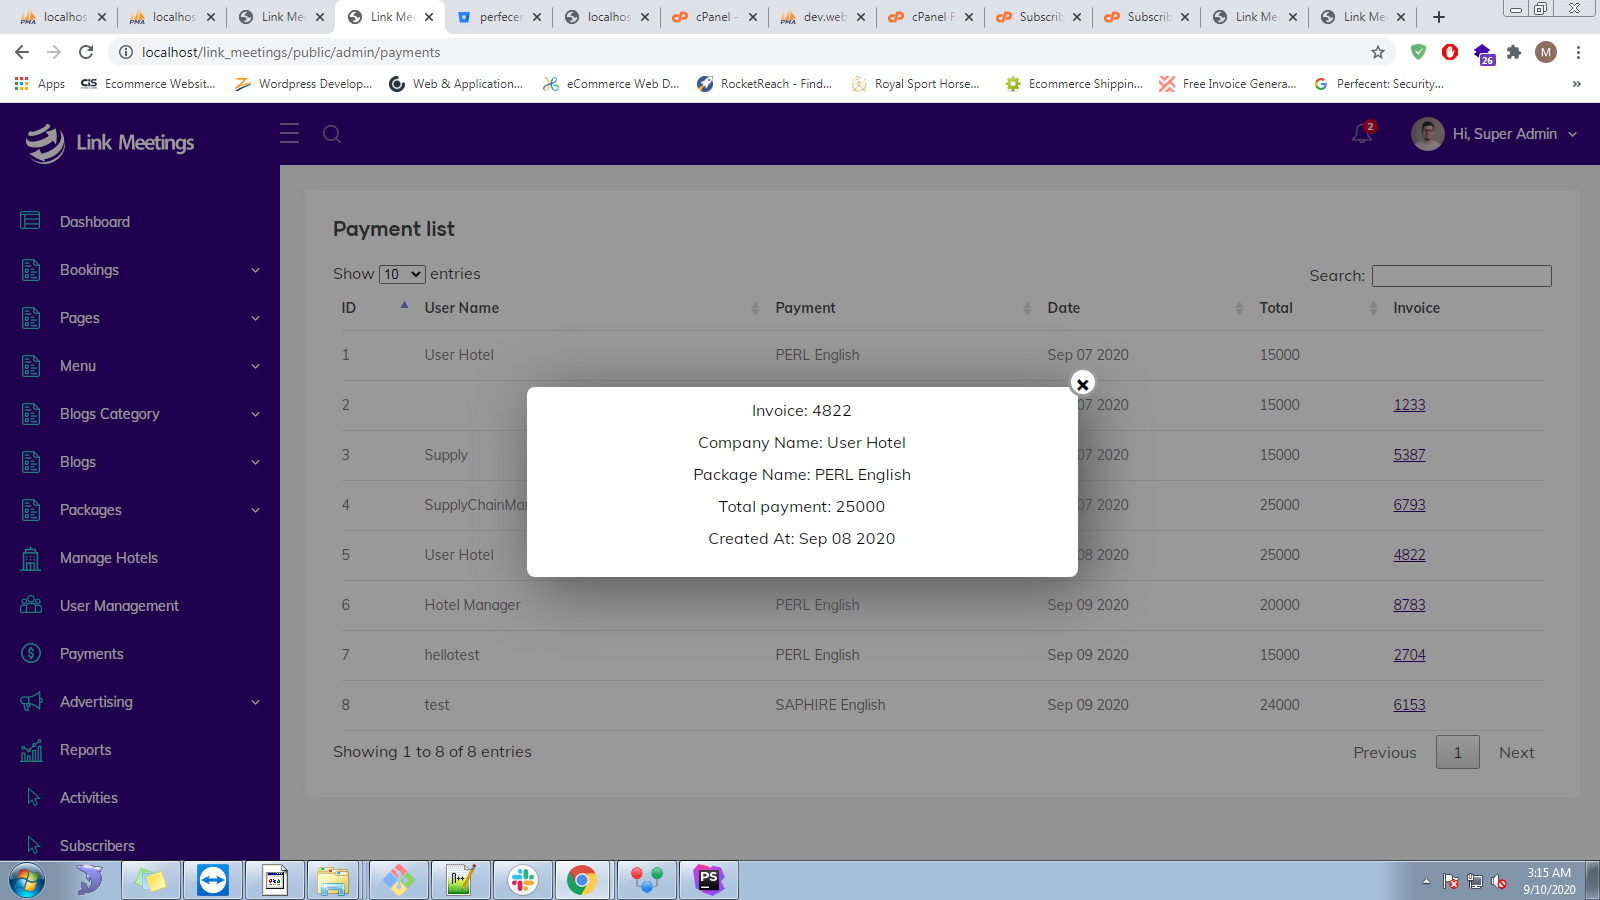 localhos
localhos
Link Me
Link Me
perfecen
localhos
cPanel -
dev.web
cPanel F
Subscrib
Subscrib
Link Me
Link Me
localhost/link_meetings/public/admin/payments
26
M
Apps
CIS Ecommerce Websit...
Wordpress Develop...
Web & Application...
eCommerce Web D...
RocketReach - Find...
Royal Sport Horse...
Ecommerce Shippin...
Free Invoice Genera...
Perfecent: Security...
»
Link Meetings
2
Hi, Super Admin
Dashboard
Bookings
Pages
Menu
Blogs Category
Blogs
Packages
Manage Hotels
User Management
Payments
Advertising
Reports
Activities
Subscribers
Payment list
Show 10 entries
Search:
ID User Name Payment Date Total Invoice
1 User Hotel PERL English Sep 07 2020 15000
2 07 2020 15000 1233
3 Supply 07 2020 15000 5387
4 SupplyChainMa 07 2020 25000 6793
5 User Hotel 08 2020 25000 4822
6 Hotel Manager PERL English Sep 09 2020 20000 8783
7 hellotest PERL English Sep 09 2020 15000 2704
8 test SAPHIRE English Sep 09 2020 24000 6153
Showing 1 to 8 of 8 entries
Previous 1 Next
Invoice: 4822
Company Name: User Hotel
Package Name: PERL English
Total payment: 25000
Created At: Sep 08 2020
PS
3:15 AM
9/10/2020